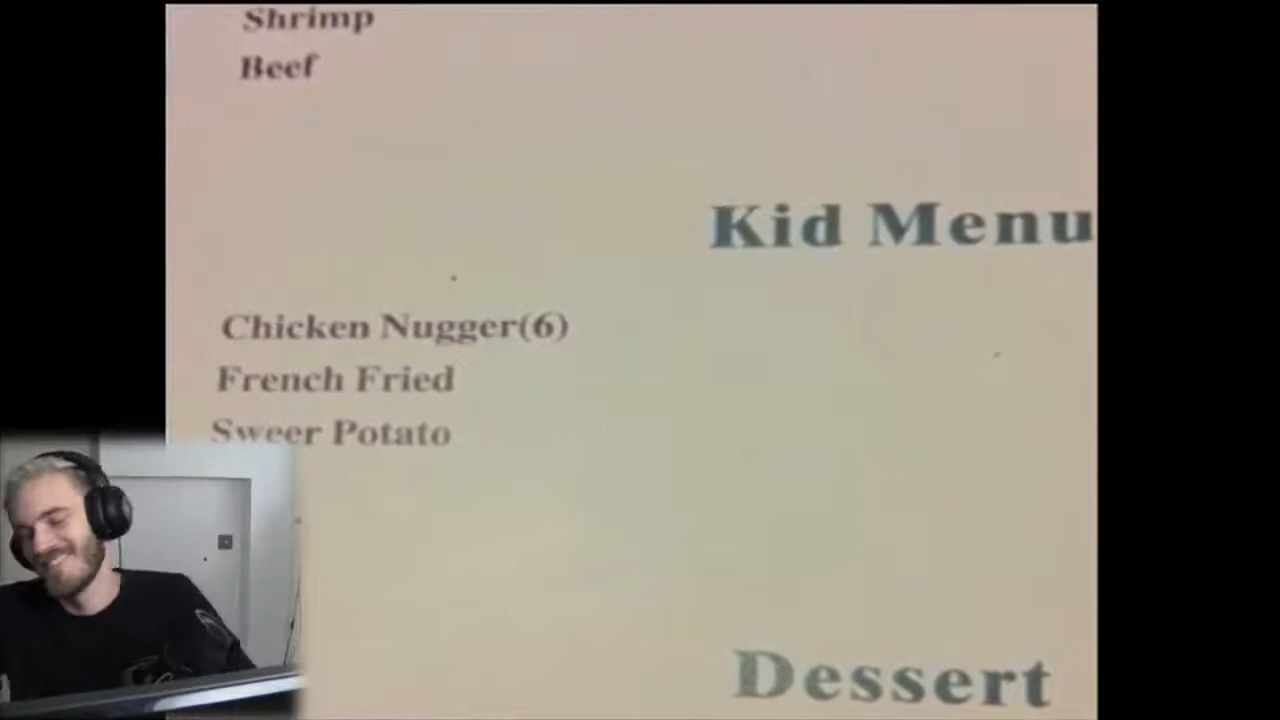 Shrimp
Beef
Kid Menu
Chicken Nugger(6)
French Fried
Sweer Potato
Dessert